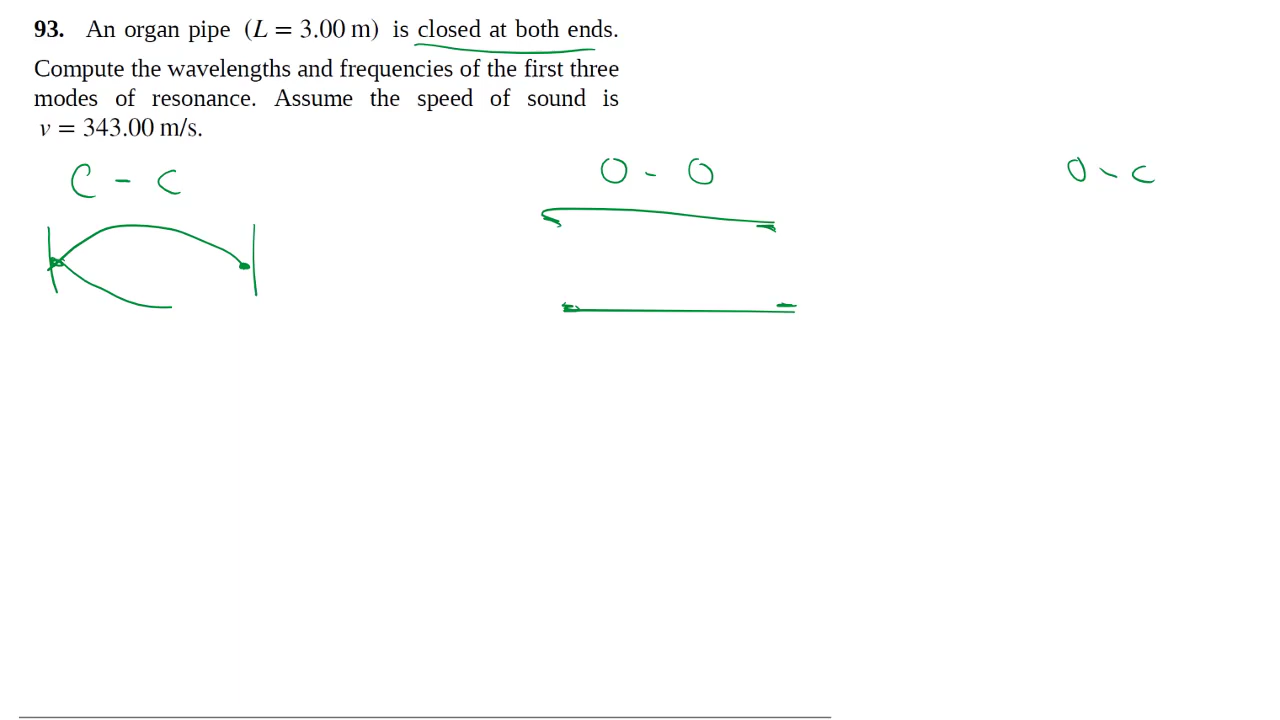 93. An organ pipe (L = 3.00 m) is closed at both ends.
Compute the wavelengths and frequencies of the first three
modes of resonance. Assume the speed of sound is
v = 343.00 m/s.
C - C
O - O
O - C